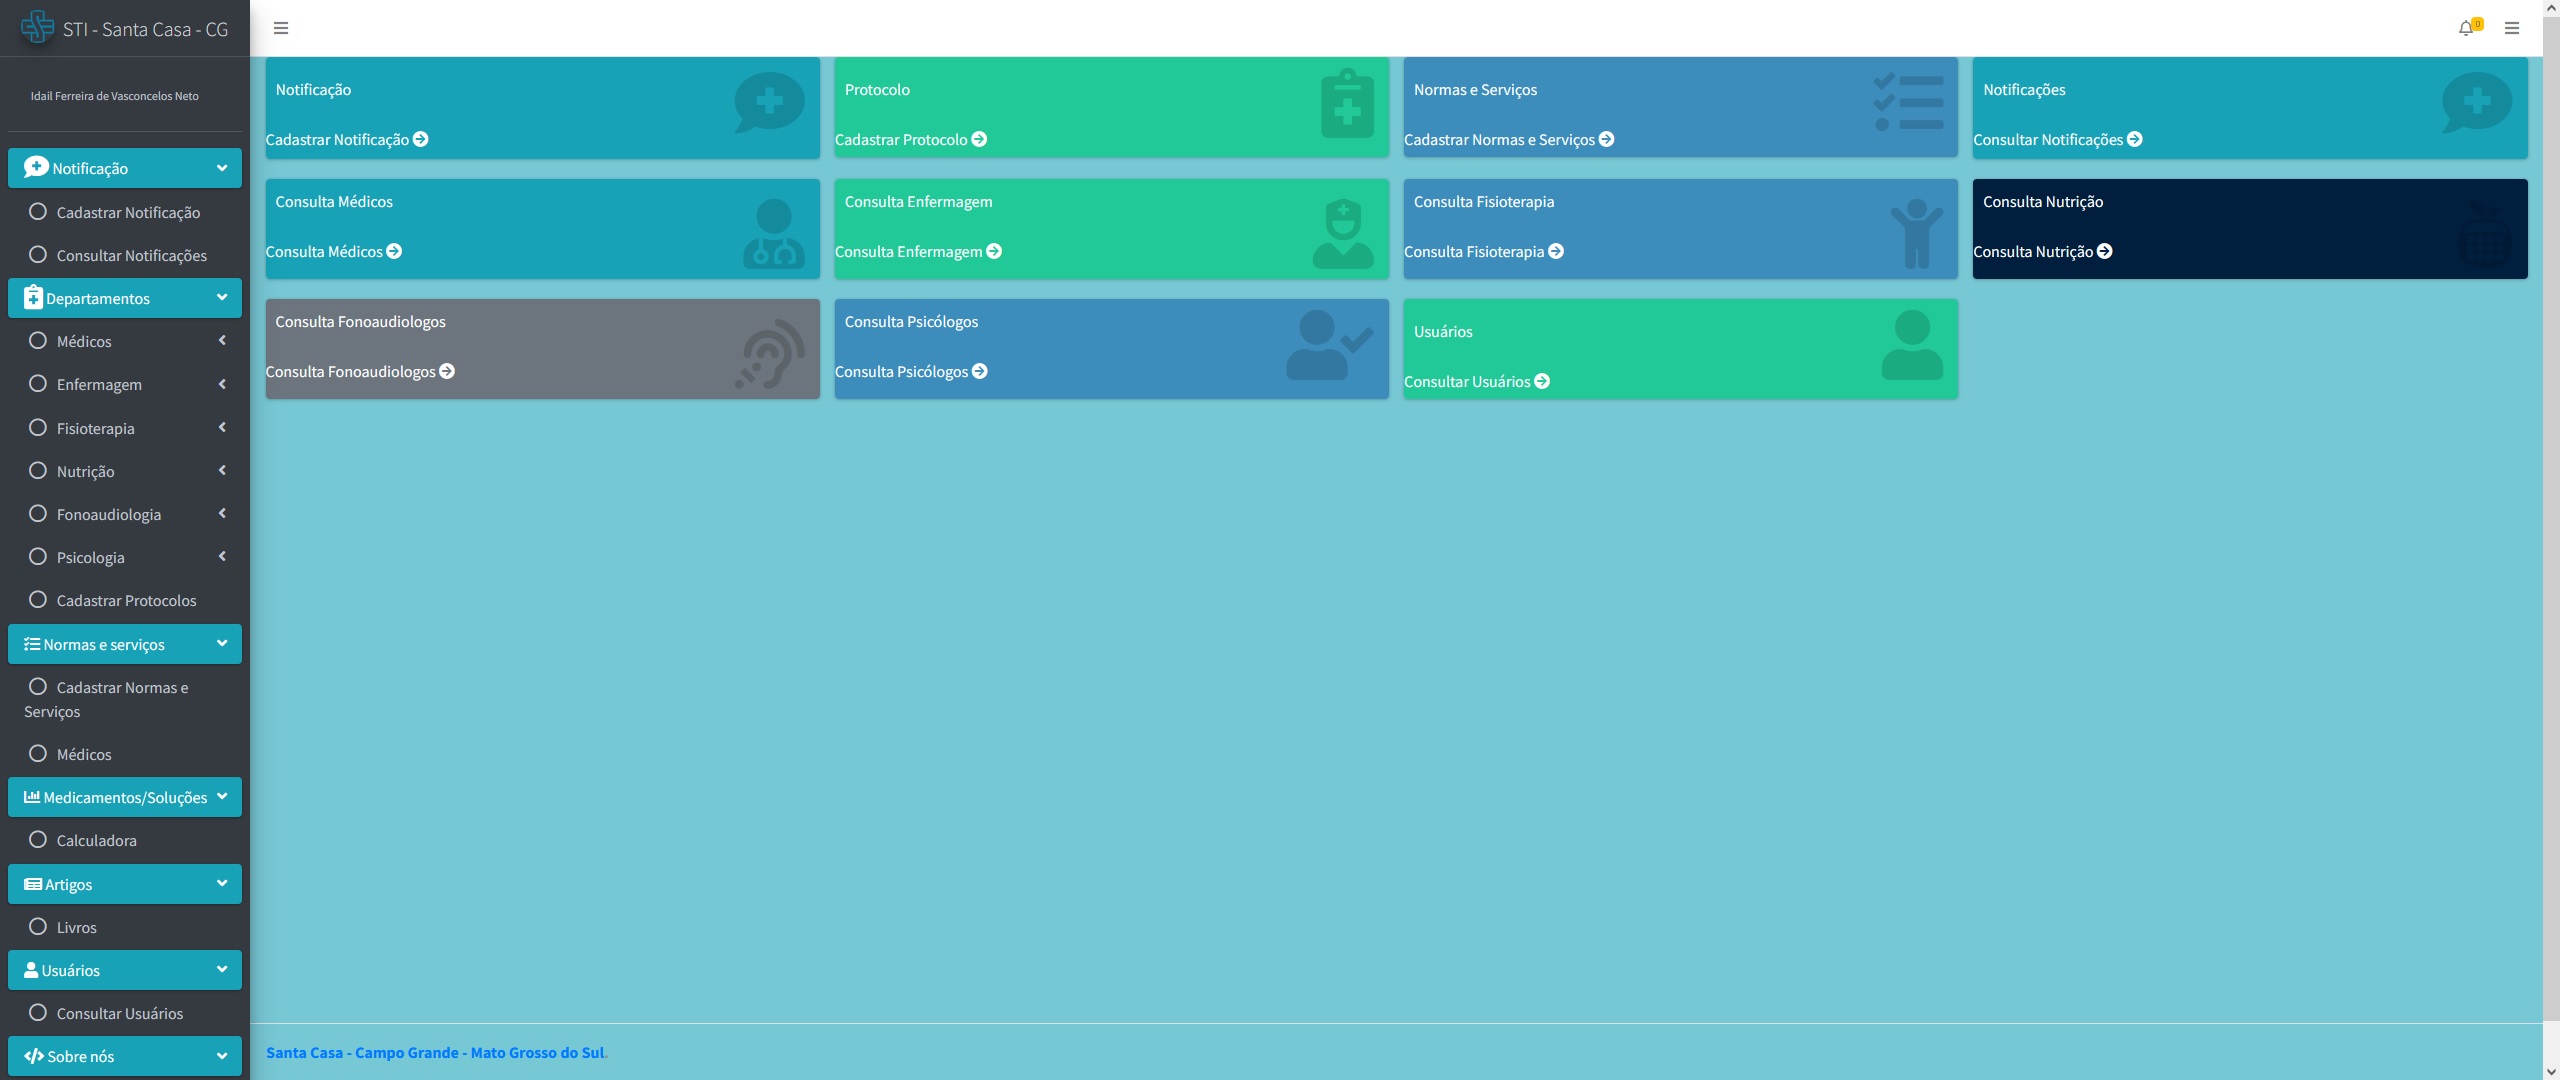 STI - Santa Casa - CG
0
Idail Ferreira de Vasconcelos Neto
Notificação
Cadastrar Notificação
Consultar Notificações
Departamentos
Médicos
Enfermagem
Fisioterapia
Nutrição
Fonoaudiologia
Psicologia
Cadastrar Protocolos
Normas e serviços
Cadastrar Normas e
Serviços
Médicos
Medicamentos/Soluções
Calculadora
Artigos
Livros
Usuários
Consultar Usuários
Sobre nós
Notificação
Cadastrar Notificação
Protocolo
Cadastrar Protocolo
Normas e Serviços
Cadastrar Normas e Serviços
Notificações
Consultar Notificações
Consulta Médicos
Consulta Médicos
Consulta Enfermagem
Consulta Enfermagem
Consulta Fisioterapia
Consulta Fisioterapia
Consulta Nutrição
Consulta Nutrição
Consulta Fonoaudiologos
Consulta Fonoaudiologos
Consulta Psicólogos
Consulta Psicólogos
Usuários
Consultar Usuários
Santa Casa - Campo Grande - Mato Grosso do Sul.